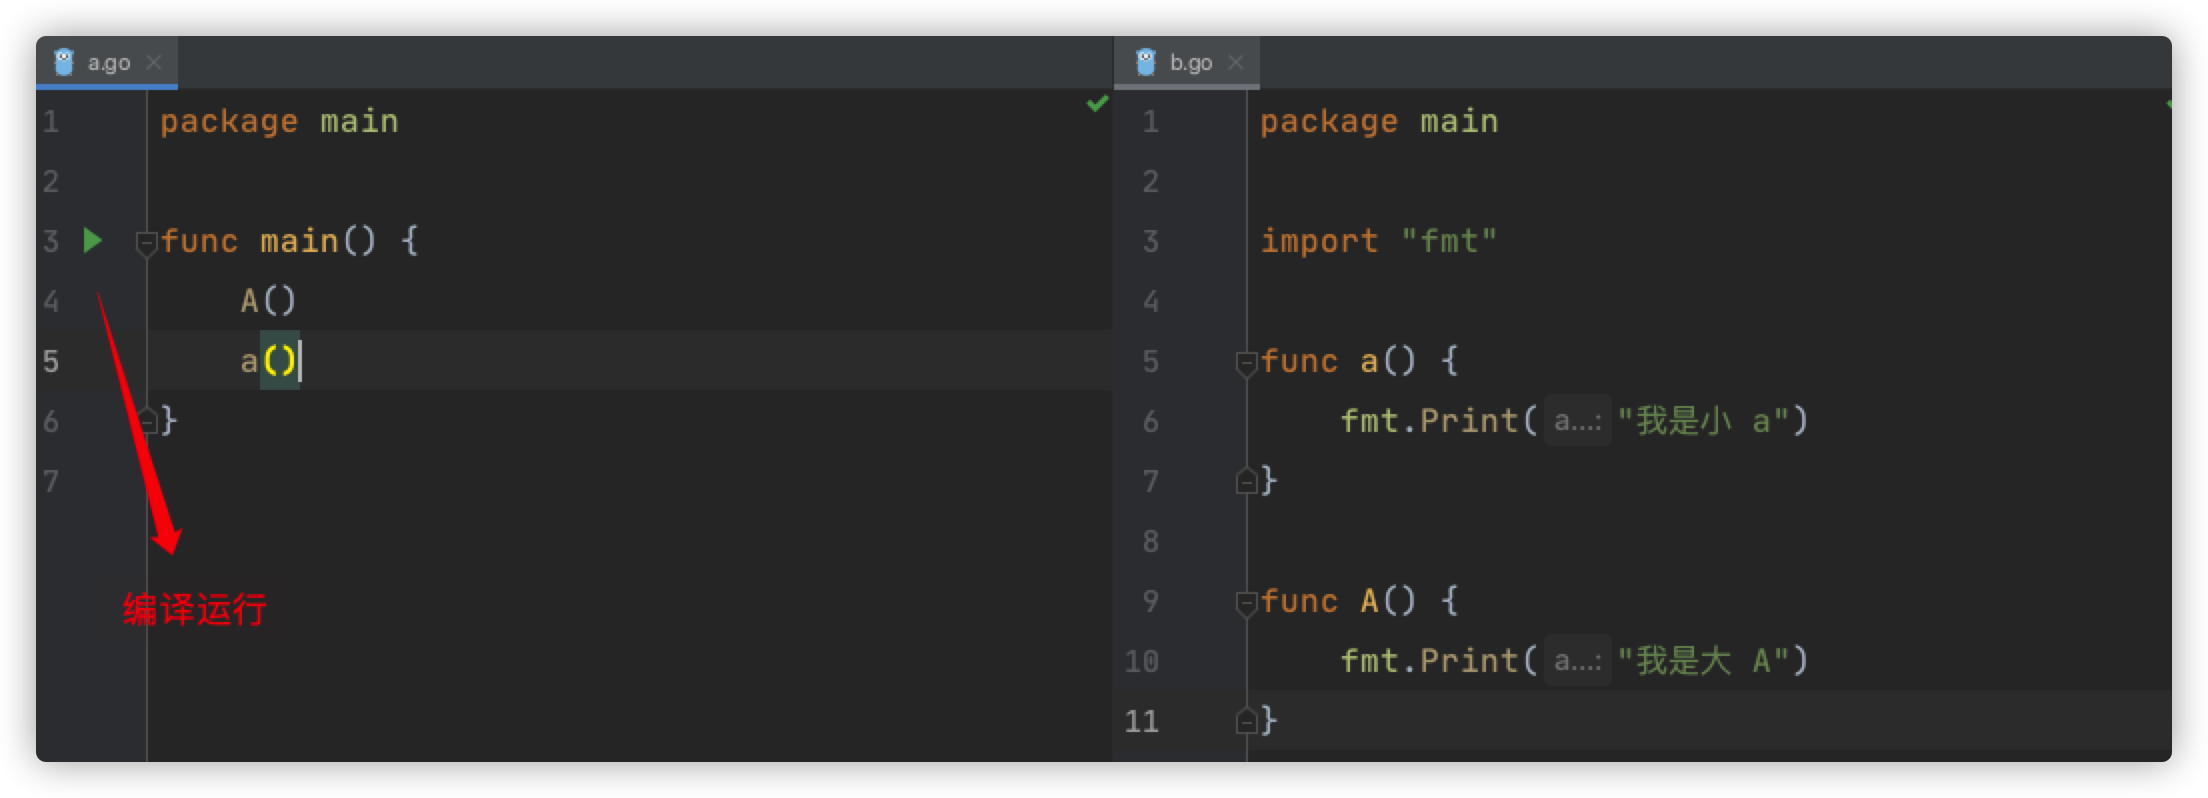 a.go
1 package main
2
3 func main() {
4 A()
5 a()
6 }
7
编译运行
b.go
1 package main
2
3 import "fmt"
4
5 func a() {
6 fmt.Print( a...: "我是小 a")
7 }
8
9 func A() {
10 fmt.Print( a...: "我是大 A")
11 }